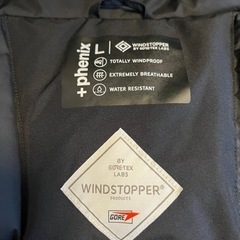 +phenix
L
WINDSTOPPER
BY GORE-TEX LABS
TOTALLY WINDPROOF
EXTREMELY BREATHABLE
WATER RESISTANT
BY
GORE-TEX
LABS
WINDSTOPPER®
PRODUCTS
GORE